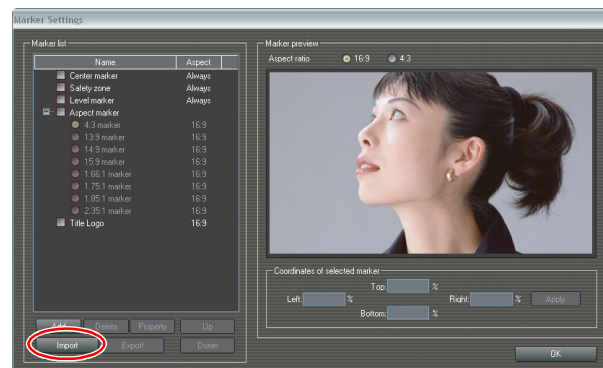 Marker Settings
Marker list
Name Aspect
Center marker Always
Safety zone Always
Level marker Always
Aspect marker
4:3 marker 16:9
13:9 marker 16:9
14:9 marker 16:9
15:9 marker 16:9
1.66:1 marker 16:9
1.75:1 marker 16:9
1.85:1 marker 16:9
2.35:1 marker 16:9
Title Logo 16:9
Add Delete Property Up
Import Export Down
Marker preview
Aspect ratio 16:9 4:3
Coordinates of selected marker
Top: %
Left: % Right: % Apply
Bottom: %
OK